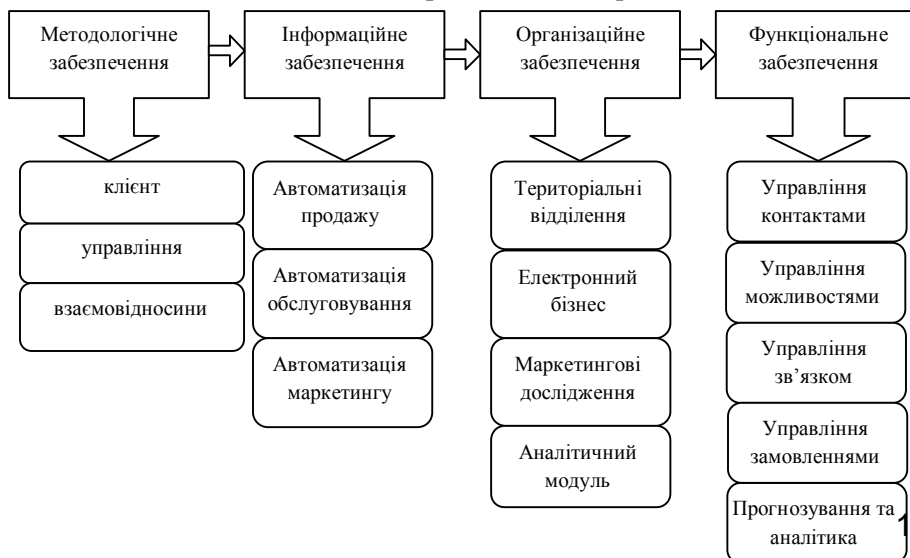 Методологічне
забезпечення
Інформаційне
забезпечення
Організаційне
забезпечення
Функціональне
забезпечення
клієнт
управління
взаємовідносини
Автоматизація
продажу
Автоматизація
обслуговування
Автоматизація
маркетингу
Територіальні
відділення
Електронний
бізнес
Маркетингові
дослідження
Аналітичний
модуль
Управління
контактами
Управління
можливостями
Управління
зв’язком
Управління
замовленнями
Прогнозування та
аналітика
1